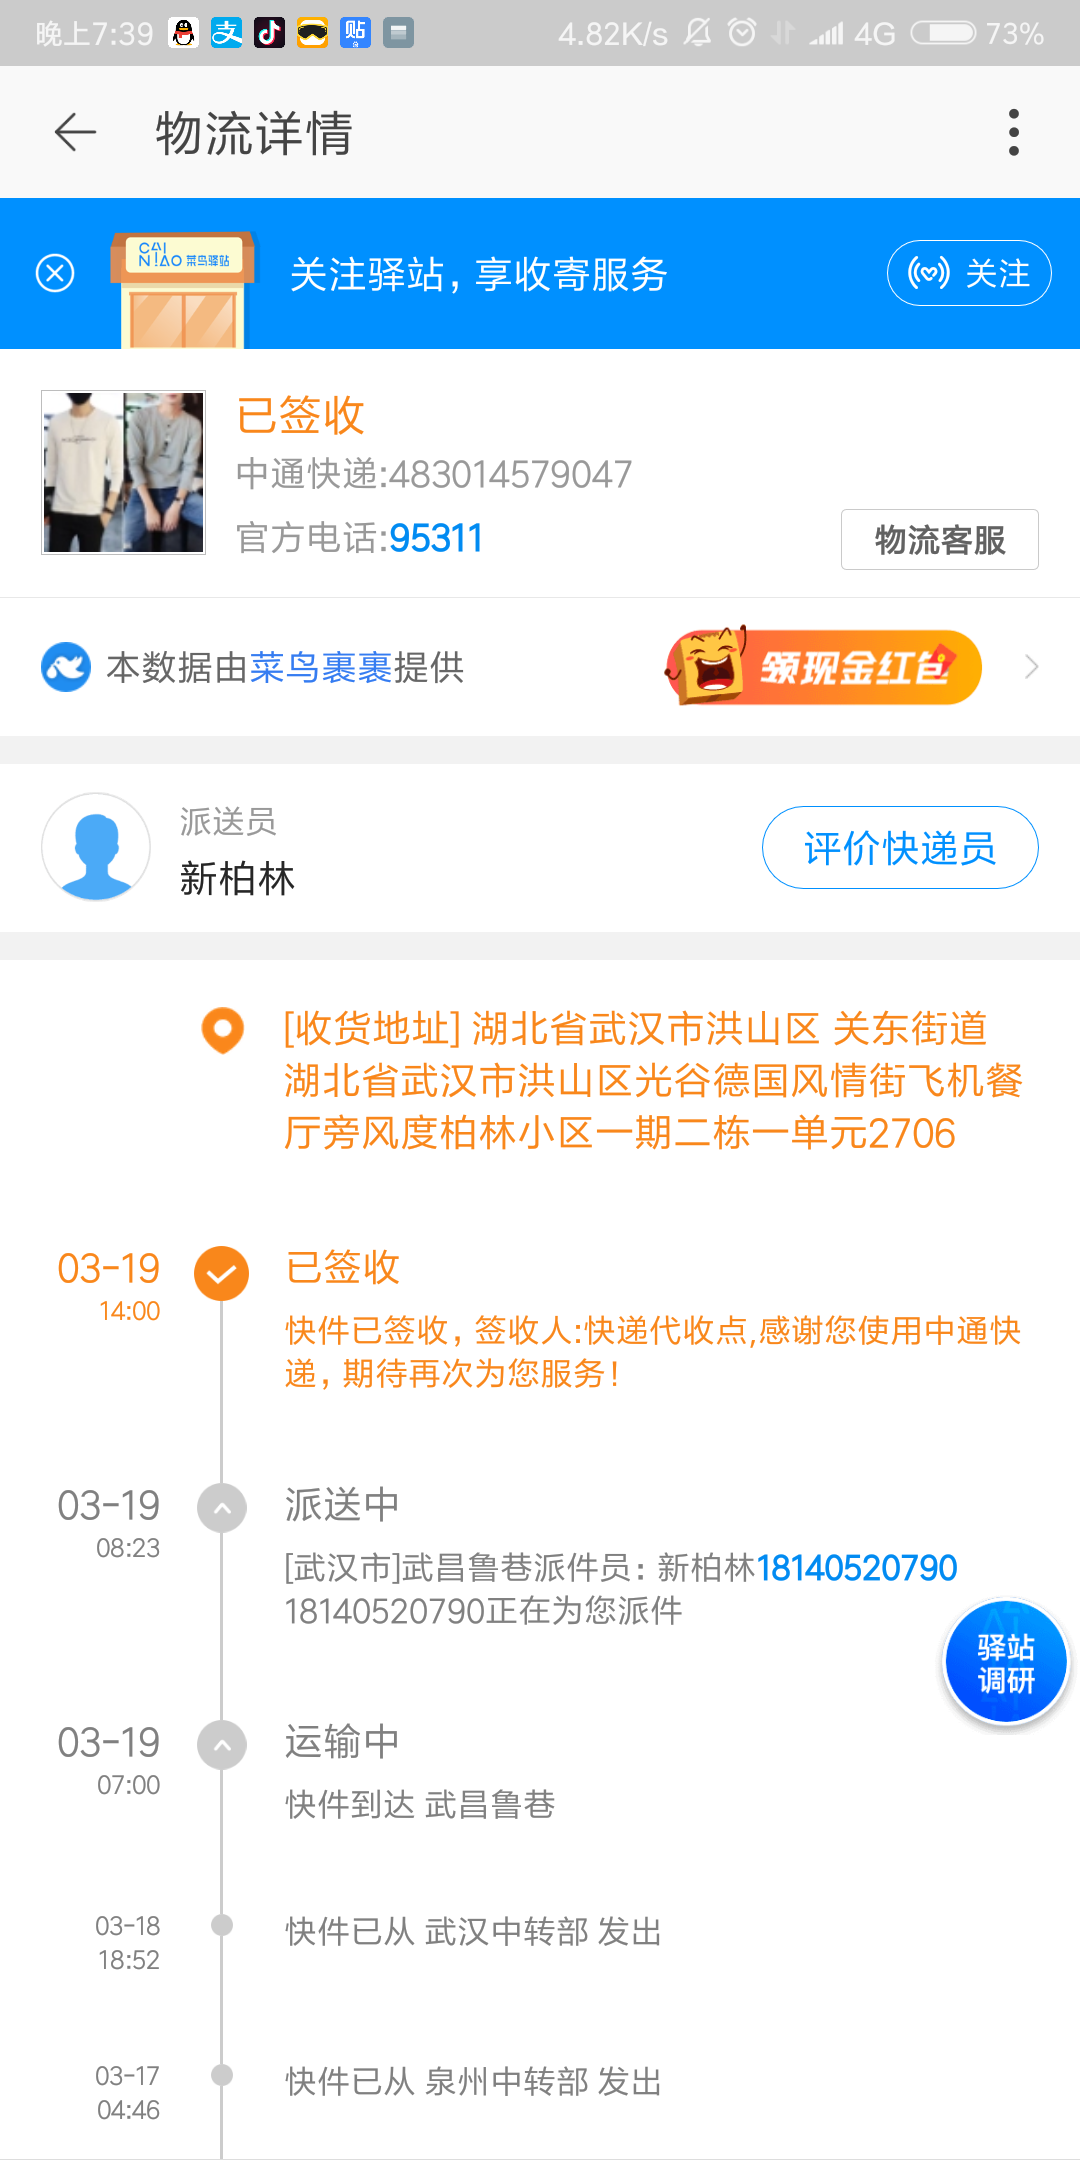 晚上7:39
4.82K/s
4G
73%
贴
物流详情
CAI
NIAO 菜鸟驿站
关注驿站，享收寄服务
关注
已签收
中通快递:483014579047
官方电话:95311
物流客服
本数据由菜鸟裹裹提供
领现金红包
派送员
新柏林
评价快递员
[收货地址] 湖北省武汉市洪山区 关东街道
湖北省武汉市洪山区光谷德国风情街飞机餐
厅旁风度柏林小区一期二栋一单元2706
03-19
14:00
已签收
快件已签收，签收人:快递代收点,感谢您使用中通快
递，期待再次为您服务！
03-19
08:23
派送中
[武汉市]武昌鲁巷派件员：新柏林18140520790
18140520790正在为您派件
驿站
调研
03-19
07:00
运输中
快件到达 武昌鲁巷
03-18
18:52
快件已从 武汉中转部 发出
03-17
04:46
快件已从 泉州中转部 发出